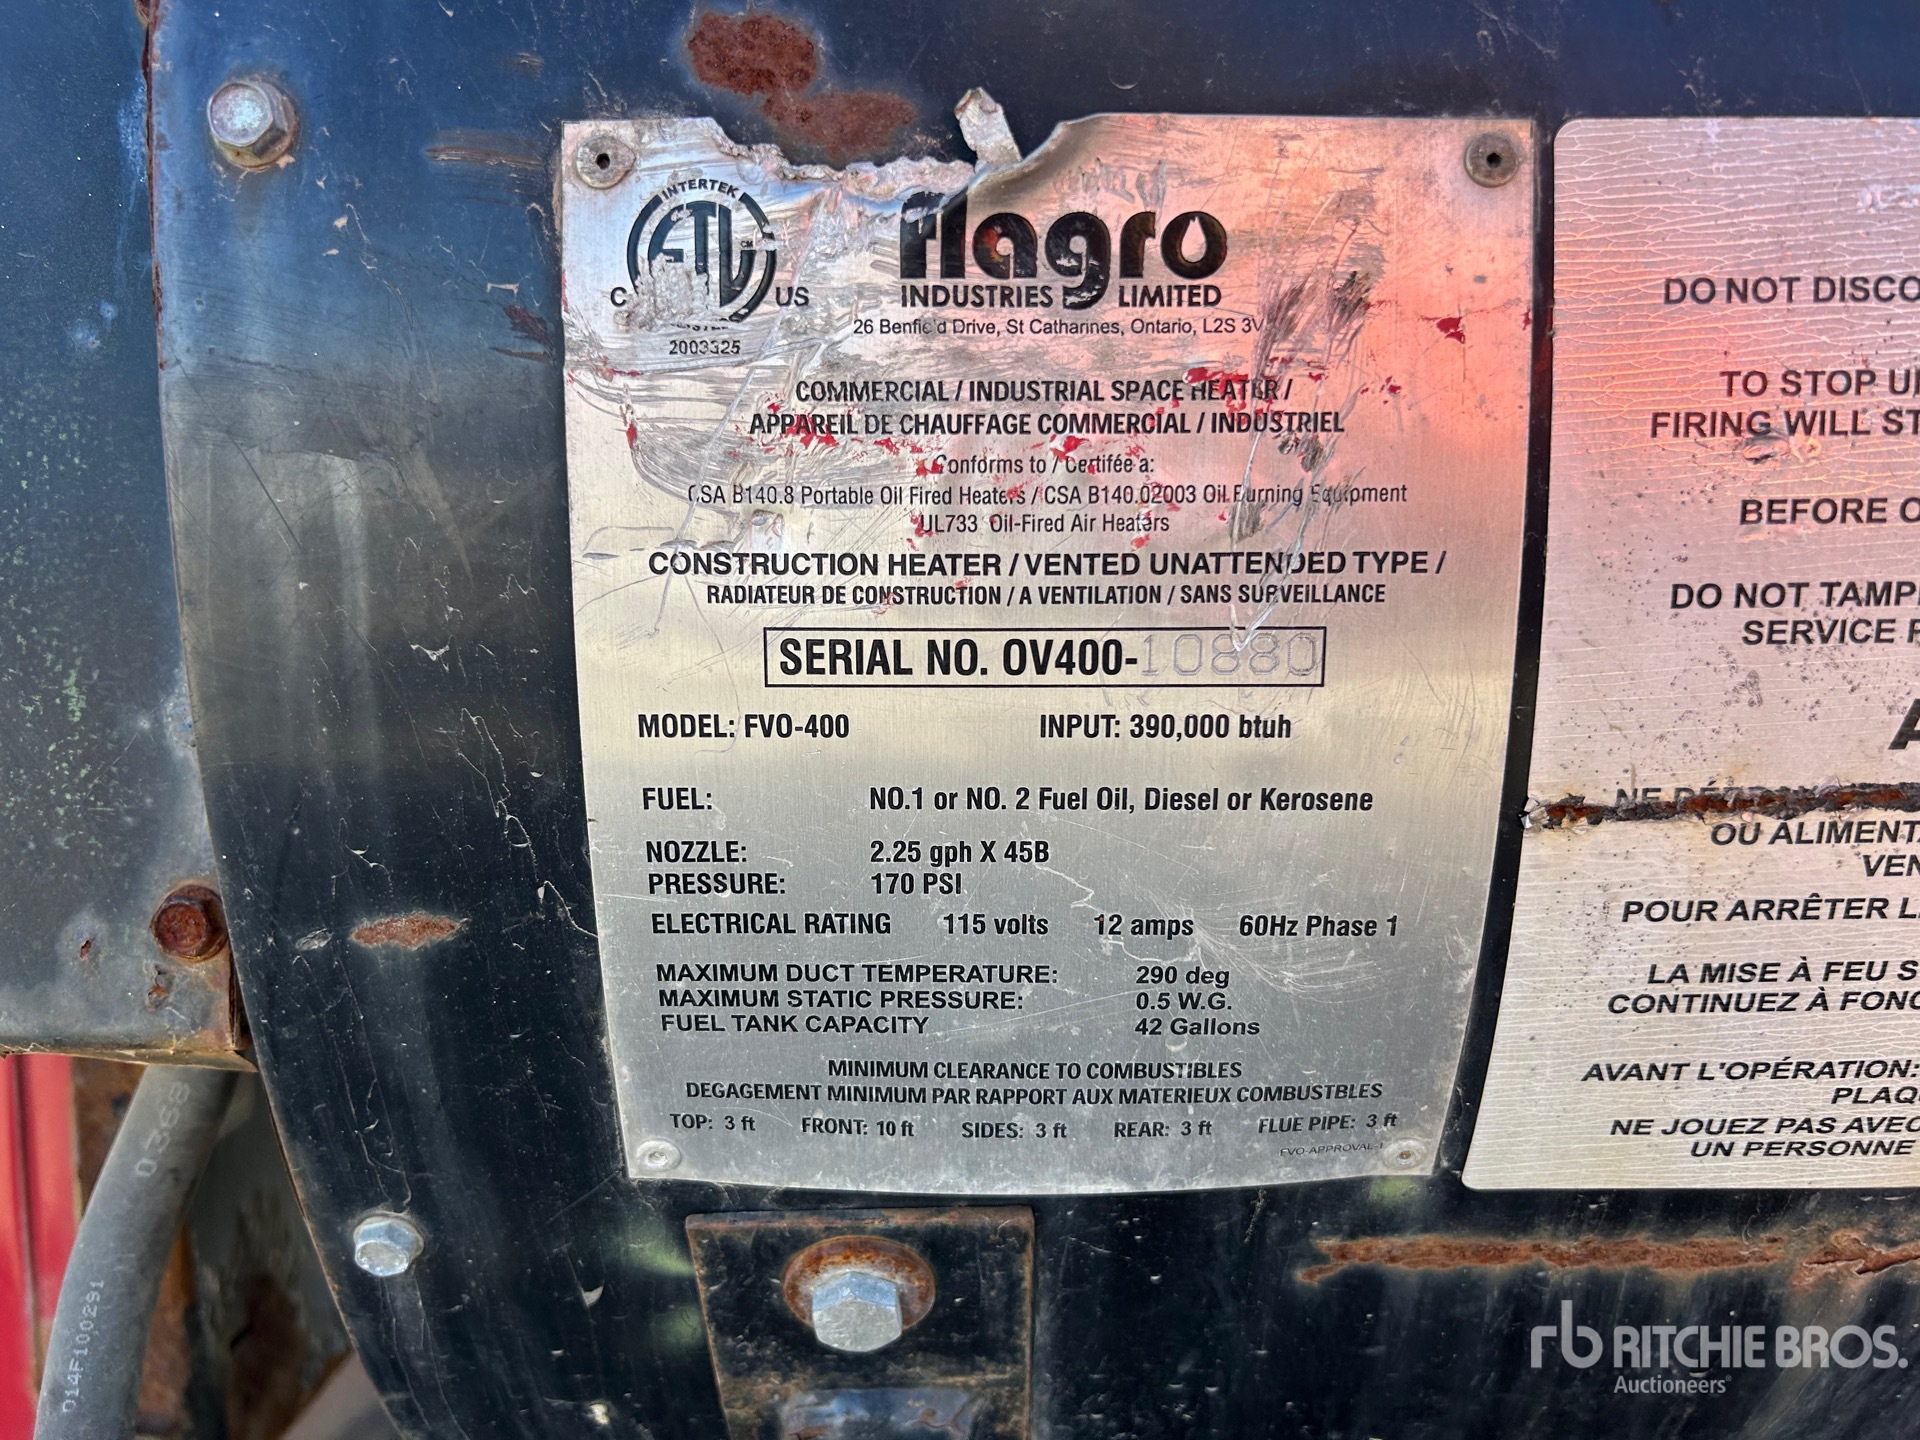 INTERTEK
ETL
CM
C
US
2003325
flagro
INDUSTRIES LIMITED
26 Benfield Drive, St Catharines, Ontario, L2S 3V
COMMERCIAL / INDUSTRIAL SPACE HEATER /
APPAREIL DE CHAUFFAGE COMMERCIAL / INDUSTRIEL
Conforms to / Certifée a:
CSA B140.8 Portable Oil Fired Heaters / CSA B140.02003 Oil Burning Equipment
UL733 Oil-Fired Air Heaters
CONSTRUCTION HEATER / VENTED UNATTENDED TYPE /
RADIATEUR DE CONSTRUCTION / A VENTILATION / SANS SURVEILLANCE
SERIAL NO. OV400-10880
MODEL: FVO-400 INPUT: 390,000 btuh
FUEL: NO.1 or NO. 2 Fuel Oil, Diesel or Kerosene
NOZZLE: 2.25 gph X 45B
PRESSURE: 170 PSI
ELECTRICAL RATING 115 volts 12 amps 60Hz Phase 1
MAXIMUM DUCT TEMPERATURE: 290 deg
MAXIMUM STATIC PRESSURE: 0.5 W.G.
FUEL TANK CAPACITY 42 Gallons
MINIMUM CLEARANCE TO COMBUSTIBLES
DEGAGEMENT MINIMUM PAR RAPPORT AUX MATERIEUX COMBUSTBLES
TOP: 3 ft FRONT: 10 ft SIDES: 3 ft REAR: 3 ft FLUE PIPE: 3 ft
FVO-APPROVAL-1
DO NOT DISCO
TO STOP U
FIRING WILL ST
BEFORE O
DO NOT TAMP
SERVICE
A
OU ALIMENT
VEN
POUR ARRÊTER L
LA MISE À FEU S
CONTINUEZ À FONC
AVANT L'OPÉRATION:
PLAQ
NE JOUEZ PAS AVEC
UN PERSONNE
0368
014F100291
rb RITCHIE BROS.
Auctioneers